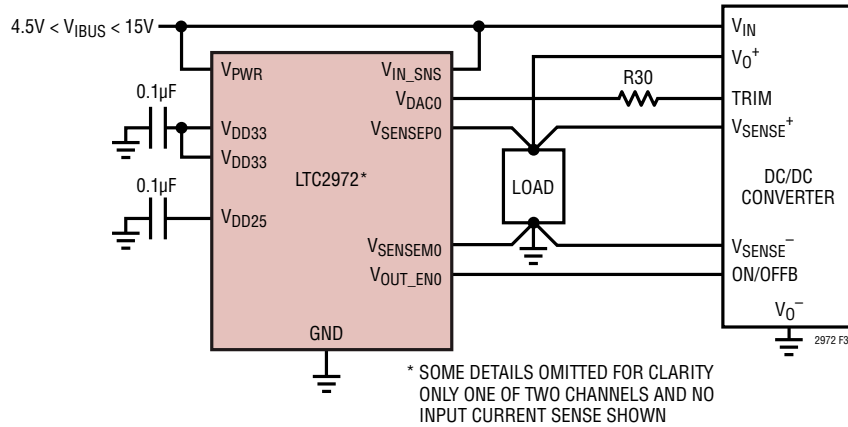 4.5V < VIBUS < 15V
VPWR
VIN_SNS
VIN
VO+
0.1µF
VDAC0
R30
TRIM
VDD33
VSENSEP0
VSENSE+
VDD33
LTC2972*
LOAD
DC/DC
CONVERTER
0.1µF
VDD25
VSENSEM0
VSENSE–
VOUT_EN0
ON/OFFB
VO–
GND
2972 F3
* SOME DETAILS OMITTED FOR CLARITY
ONLY ONE OF TWO CHANNELS AND NO
INPUT CURRENT SENSE SHOWN